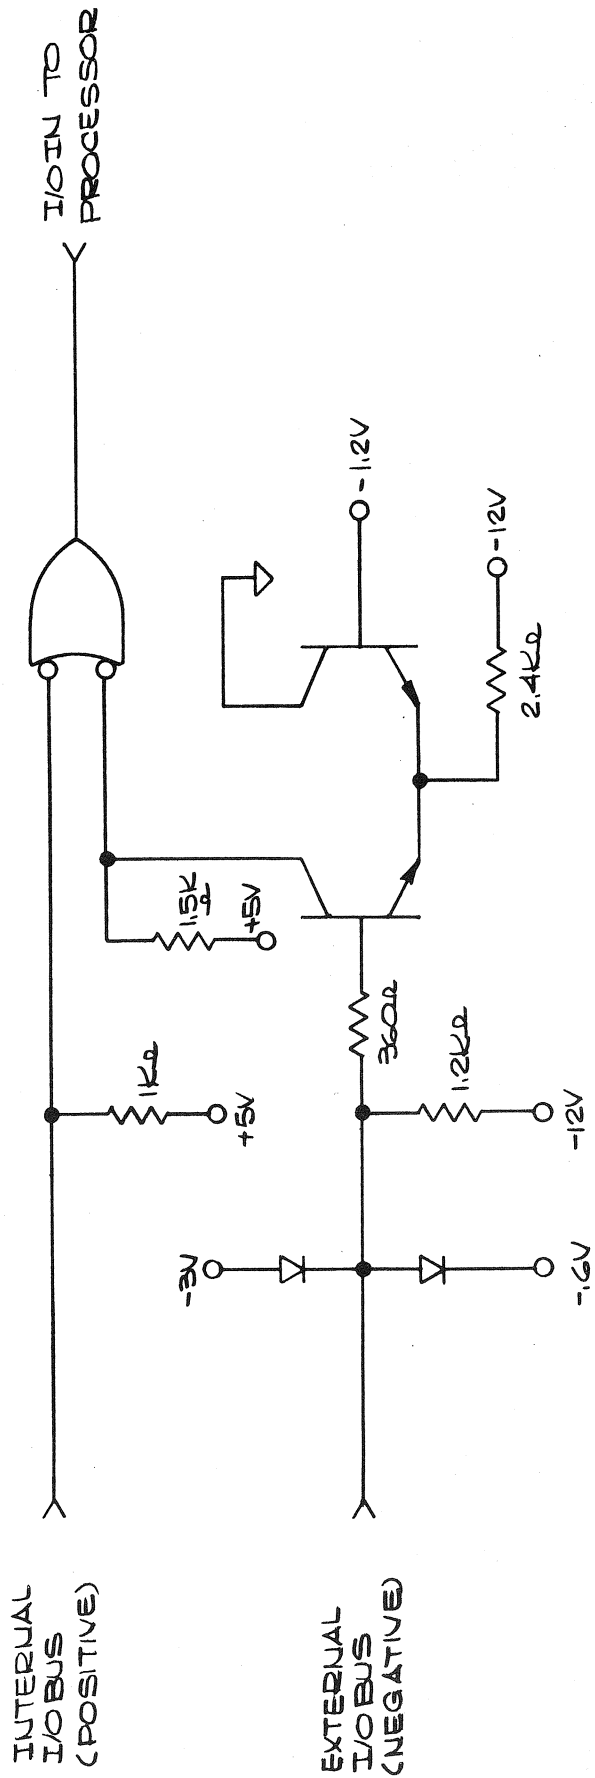 INTERNAL
I/O BUS
(POSITIVE)
I/O IN TO
PROCESSOR
1KΩ
+5V
1.5K
Ω
+5V
EXTERNAL
I/O BUS
(NEGATIVE)
-3V
-.6V
1.2KΩ
-12V
360Ω
-1.2V
2.4KΩ
-12V